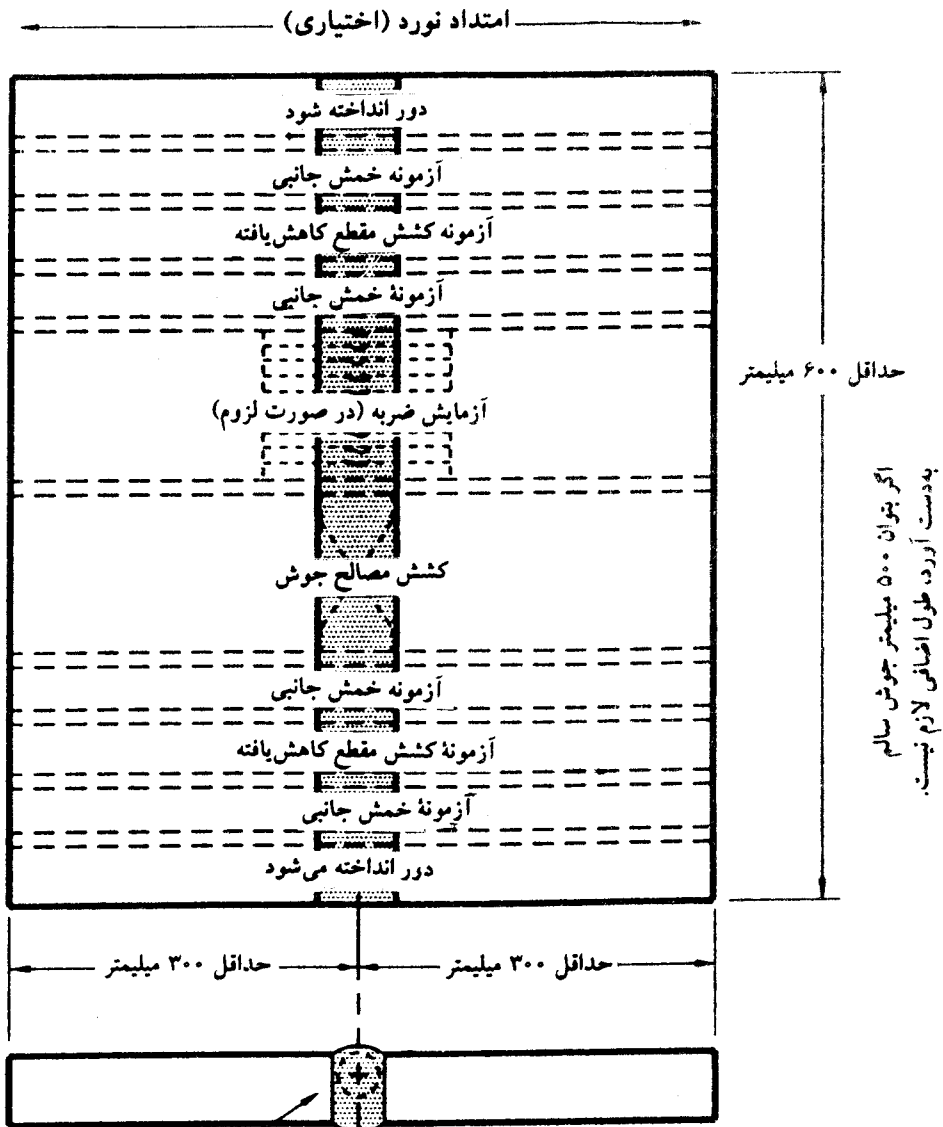 امتداد نورد (اختیاری)
دور انداخته شود
آزمونه خمش جانبی
آزمونه کشش مقطع کاهش‌یافته
آزمونهٔ خمش جانبی
حداقل ۶۰۰ میلیمتر
آزمایش ضربه (در صورت لزوم)
اگر بتوان ۵۰۰ میلیمتر جوش سالم
به‌دست آورد، طول اضافی لازم نیست.
کشش مصالح جوش
آزمونه خمش جانبی
آزمونهٔ کشش مقطع کاهش‌یافته
آزمونهٔ خمش جانبی
دور انداخته می‌شود
حداقل ۳۰۰ میلیمتر
حداقل ۳۰۰ میلیمتر